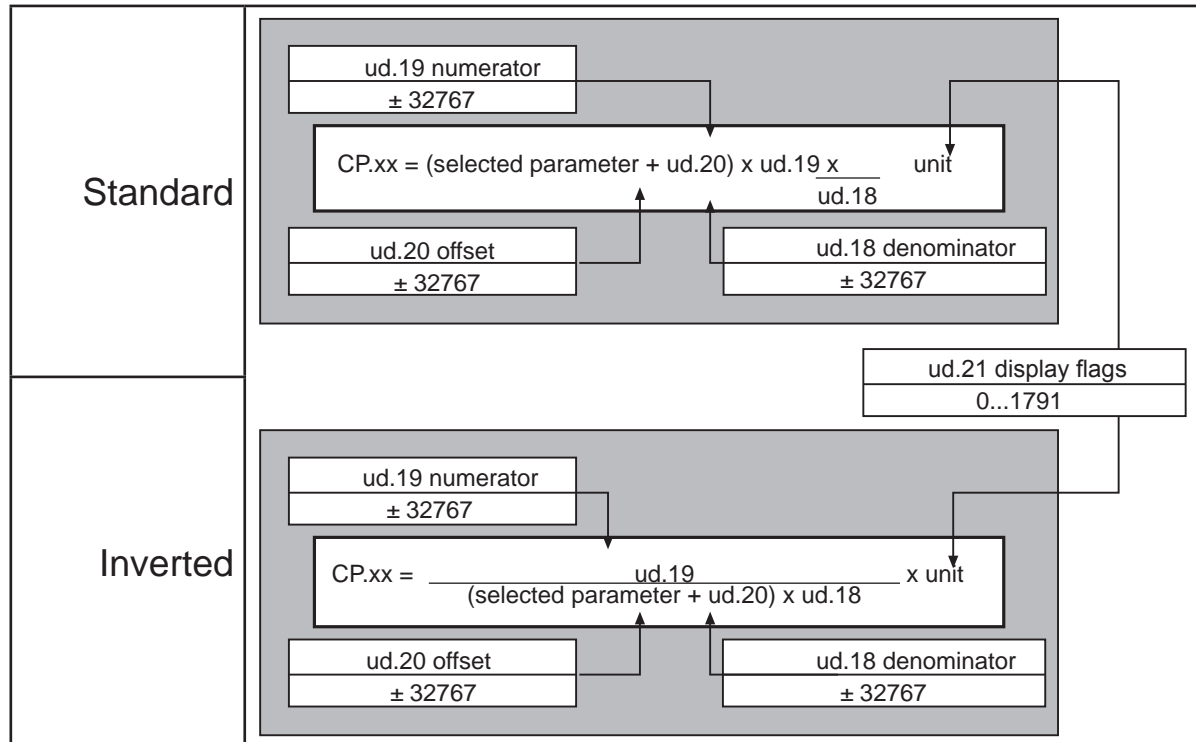 Standard
ud.19 numerator
± 32767
CP.xx = (selected parameter + ud.20) x ud.19 x unit
ud.18
ud.20 offset
± 32767
ud.18 denominator
± 32767
ud.21 display flags
0...1791
Inverted
ud.19 numerator
± 32767
CP.xx = ud.19 x unit
(selected parameter + ud.20) x ud.18
ud.20 offset
± 32767
ud.18 denominator
± 32767